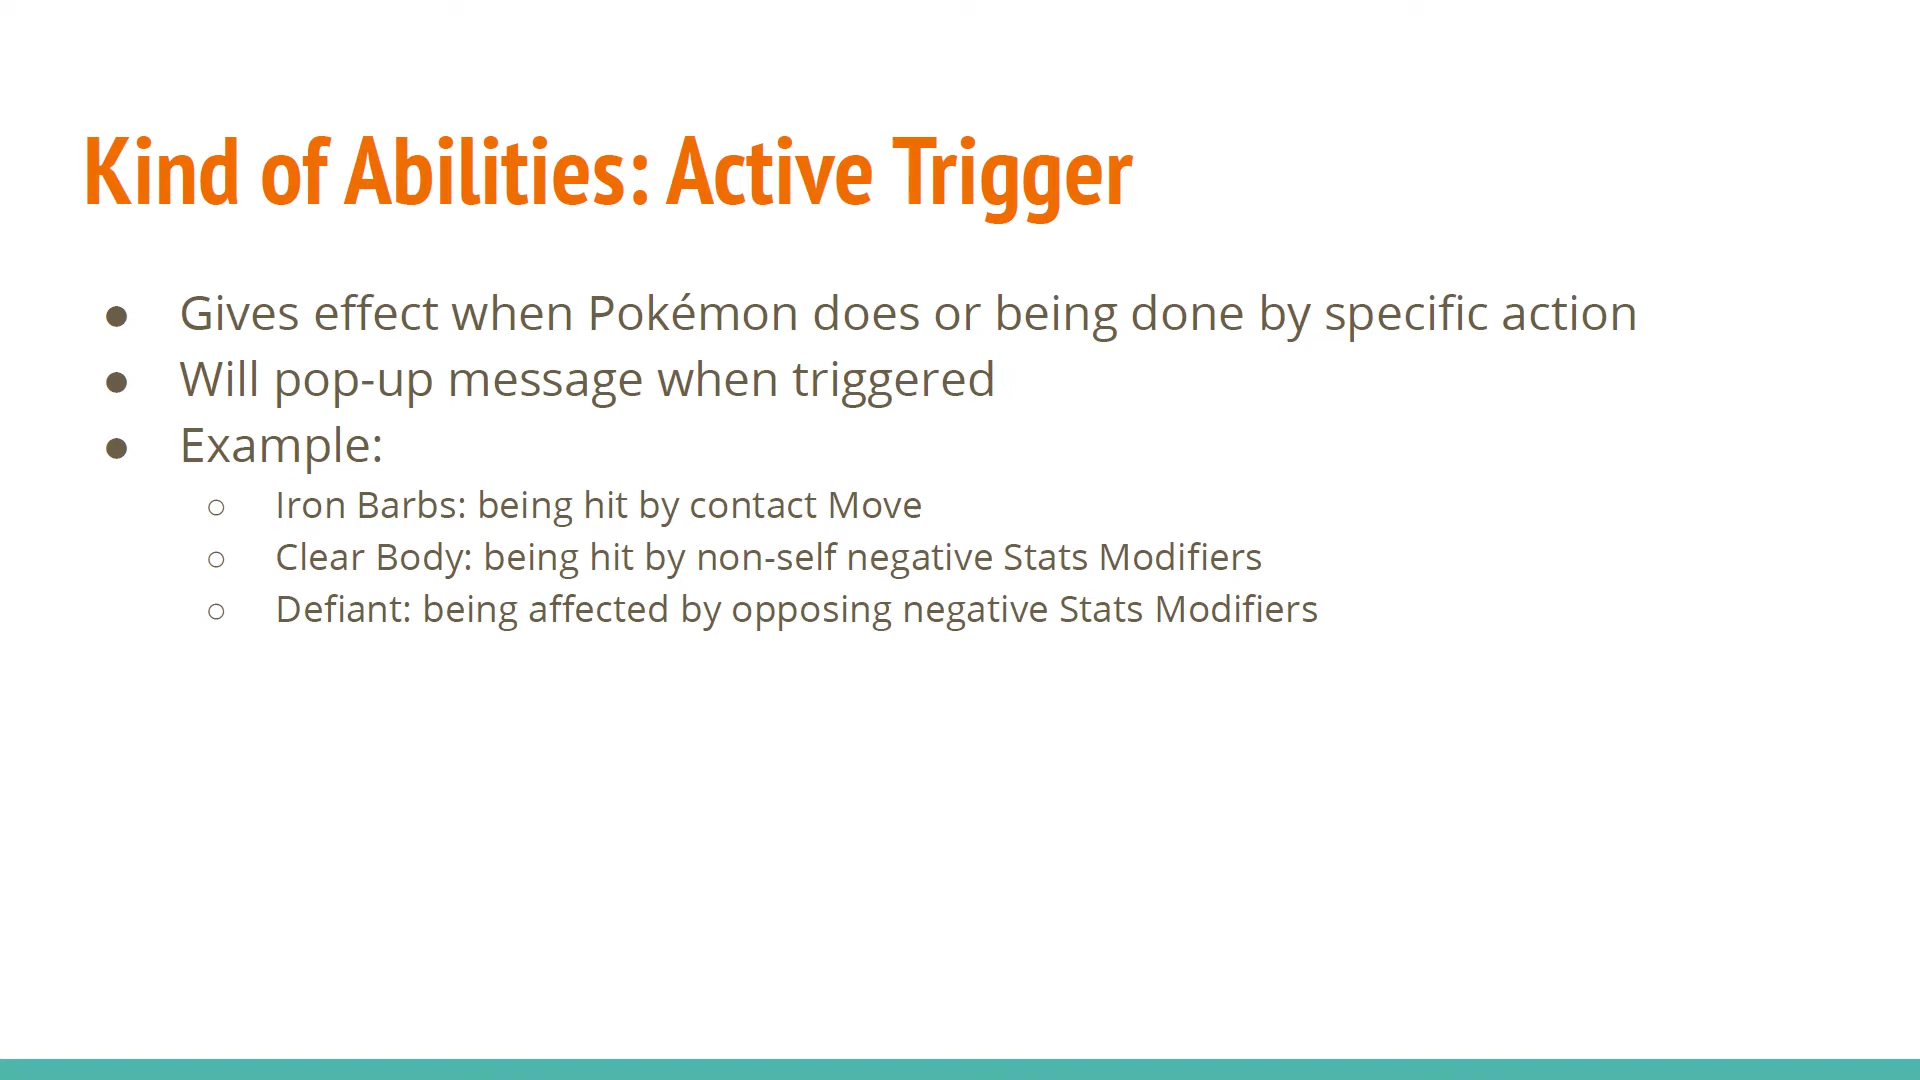 Kind of Abilities: Active Trigger
● Gives effect when Pokémon does or being done by specific action
● Will pop-up message when triggered
● Example:
○ Iron Barbs: being hit by contact Move
○ Clear Body: being hit by non-self negative Stats Modifiers
○ Defiant: being affected by opposing negative Stats Modifiers